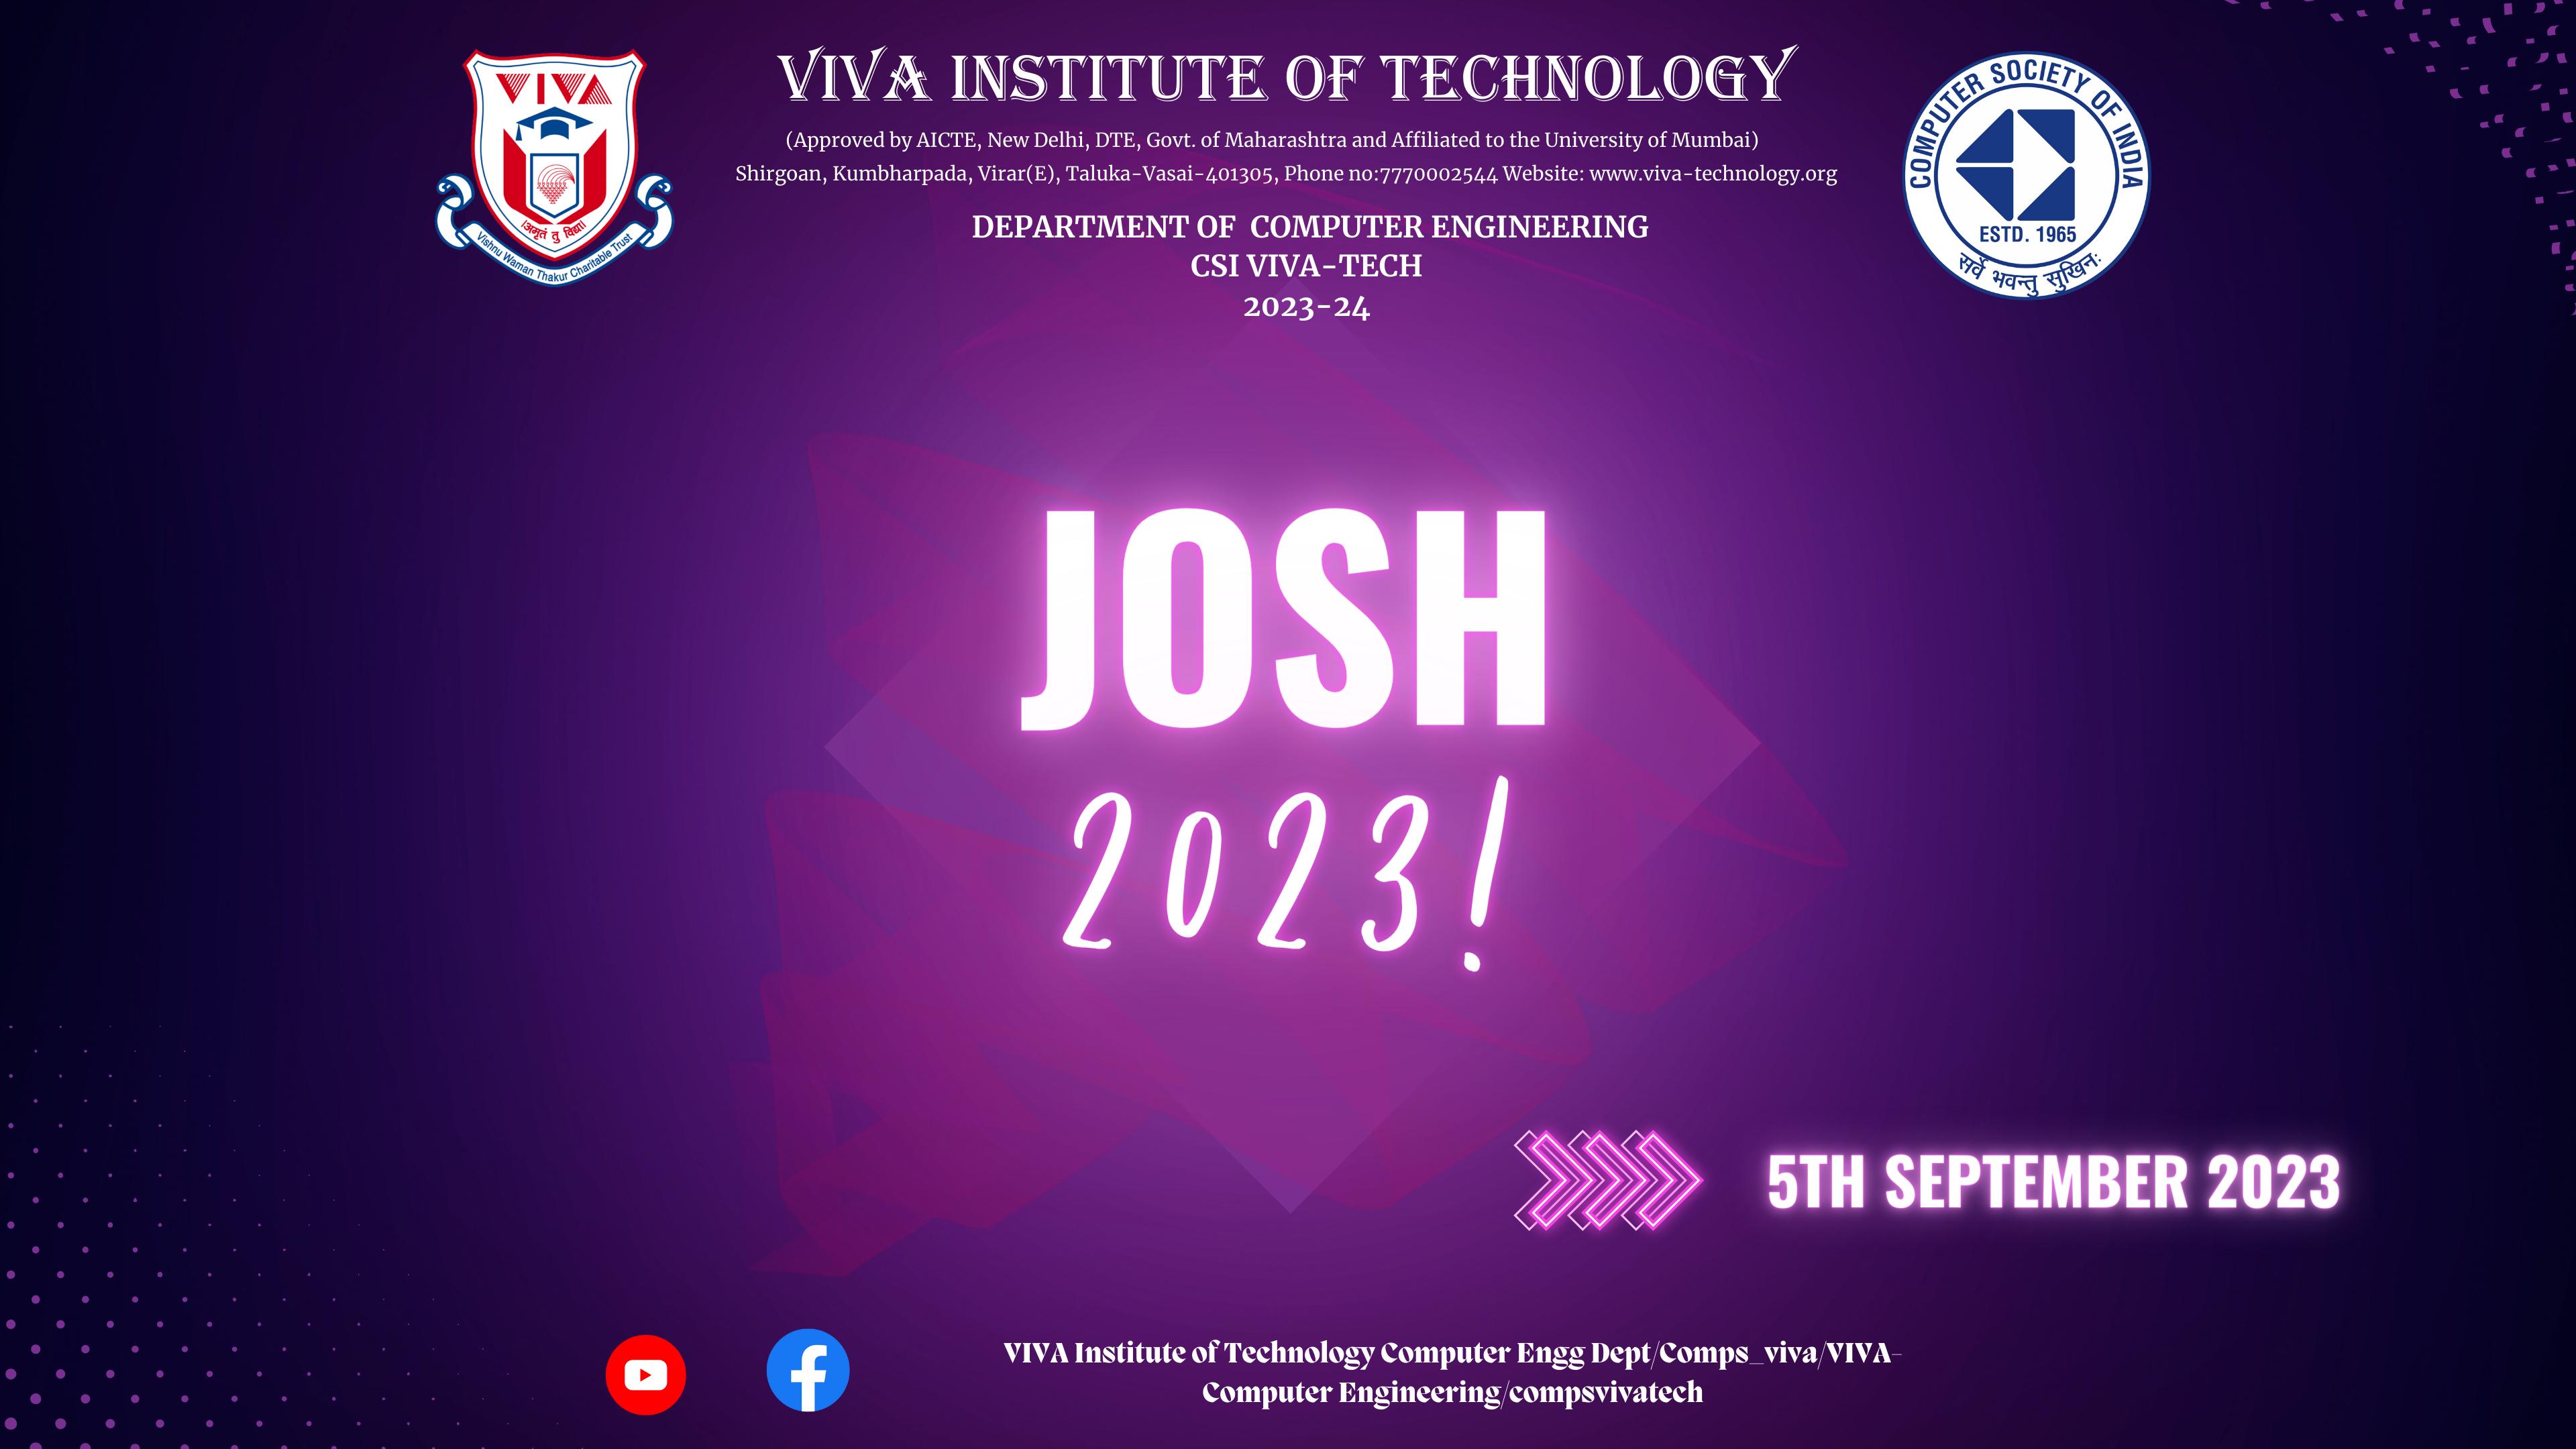 VIVA
।अमृतं तु विद्या।
Vishnu Waman Thakur Charitable Trust
VIVA INSTITUTE OF TECHNOLOGY
(Approved by AICTE, New Delhi, DTE, Govt. of Maharashtra and Affiliated to the University of Mumbai)
Shirgoan, Kumbharpada, Virar(E), Taluka-Vasai-401305, Phone no:7770002544 Website: www.viva-technology.org
DEPARTMENT OF COMPUTER ENGINEERING
CSI VIVA-TECH
2023-24
COMPUTER SOCIETY OF INDIA
ESTD. 1965
सर्वे भवन्तु सुखिनः
JOSH
2023!
5TH SEPTEMBER 2023
VIVA Institute of Technology Computer Engg Dept/Comps_viva/VIVA-
Computer Engineering/compsvivatech